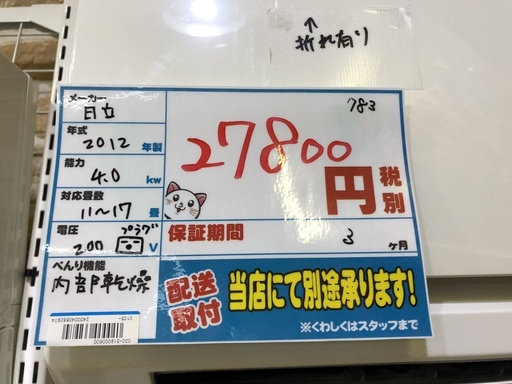 ↑
折れ有り
メーカー
日立
783
年式
2012 年製
27800
能力
4.0 kw
円 税別
対応畳数
11〜17 畳
電圧 プラグ
200 V
保証期間 3 ヶ月
べんり機能
内部乾燥
配送取付 当店にて別途承ります!
※くわしくはスタッフまで